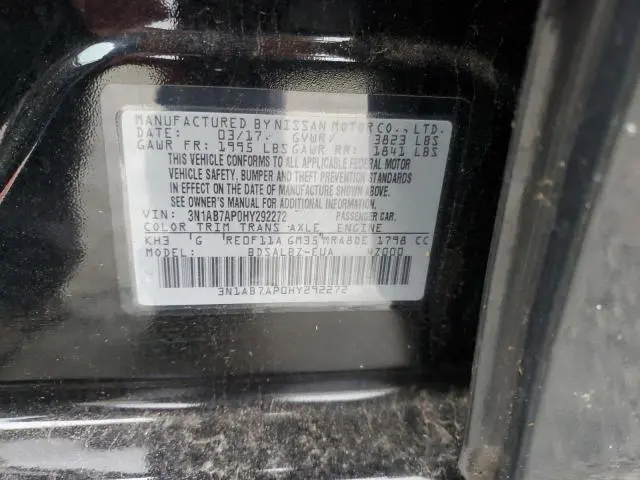 MANUFACTURED BY NISSAN MOTOR CO., LTD.
DATE: 03/17 GVWR/ 3823 LBS
GAWR FR: 1995 LBS GAWR RR: 1841 LBS
THIS VEHICLE CONFORMS TO ALL APPLICABLE FEDERAL MOTOR
VEHICLE SAFETY, BUMPER AND THEFT PREVENTION STANDARDS
IN EFFECT ON THE DATE OF MANUFACTURE SHOWN ABOVE.
SEE OWNER'S MANUAL FOR ADDITIONAL INFORMATION.
VIN: 3N1AB7AP0HY292272 PASSENGER CAR.
COLOR TRIM TRANS AXLE ENGINE
KH3 G RE0F11A GM35 MRA8DE 1798 CC
MODEL: BDSALBZ-EUA 47000
3N1AB7AP0HY292272